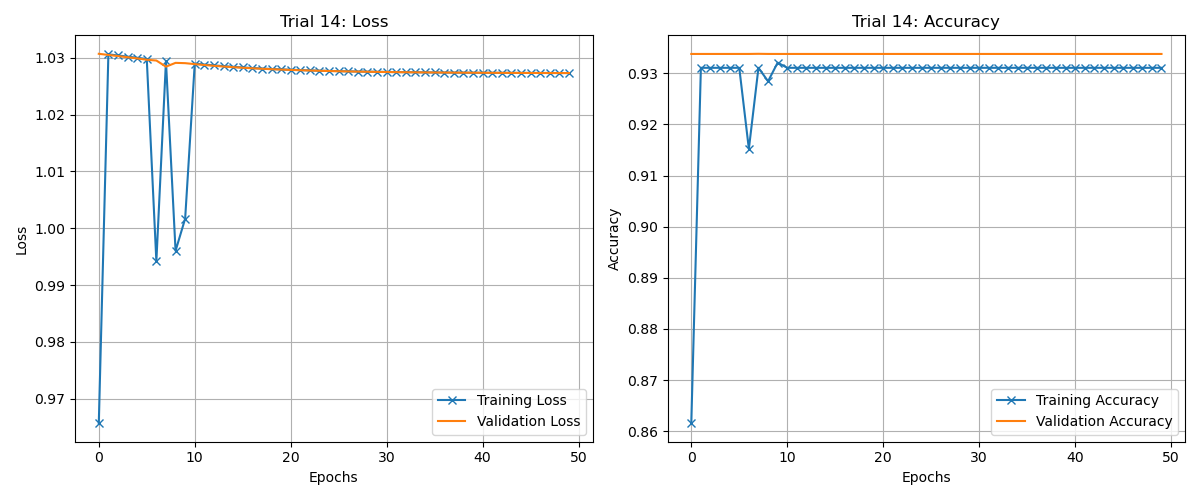 Trial 14: Loss
1.03
1.02
1.01
1.00
0.99
0.98
0.97
Loss
0
10
20
30
40
50
Epochs
Training Loss
Validation Loss
Trial 14: Accuracy
0.93
0.92
0.91
0.90
0.89
0.88
0.87
0.86
Accuracy
0
10
20
30
40
50
Epochs
Training Accuracy
Validation Accuracy